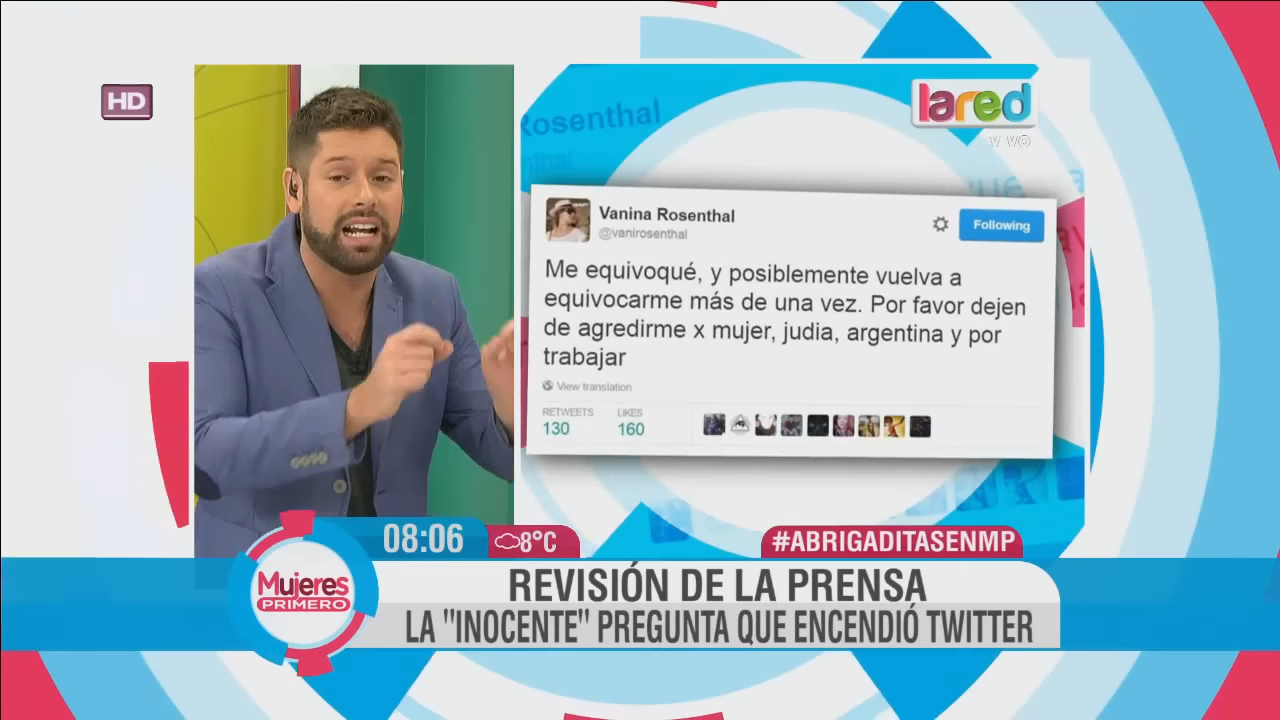 HD
Rosenthal
lared
VIVO
Vanina Rosenthal
@vanirosenthal
Following
Me equivoqué, y posiblemente vuelva a
equivocarme más de una vez. Por favor dejen
de agredirme x mujer, judia, argentina y por
trabajar
View translation
RETWEETS
LIKES
130
160
08:06
8°C
#ABRIGADITASENMP
Mujeres
PRIMERO
REVISIÓN DE LA PRENSA
LA "INOCENTE" PREGUNTA QUE ENCENDIÓ TWITTER